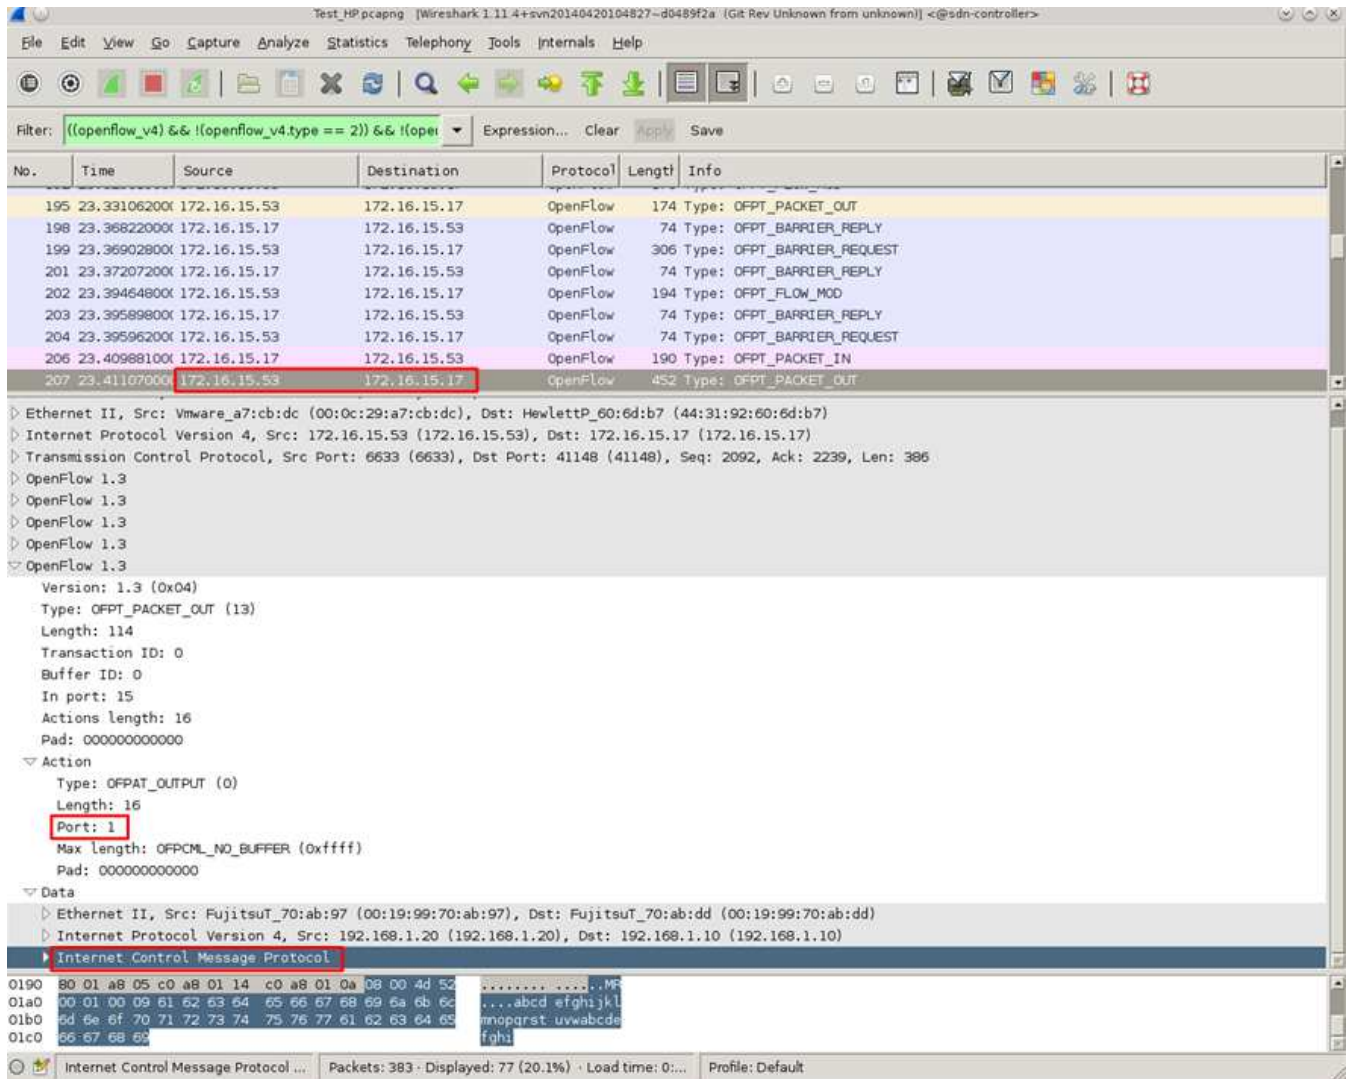 Test_HP.pcapng [Wireshark 1.11.4+svn20140420104827~d0489f2a (Git Rev Unknown from unknown)] <@sdn-controller>
File Edit View Go Capture Analyze Statistics Telephony Tools Internals Help
Filter: ((openflow_v4) && !(openflow_v4.type == 2)) && !(oper Expression... Clear Apply Save
No. Time Source Destination Protocol Length Info
195 23.33106200( 172.16.15.53 172.16.15.17 OpenFlow 174 Type: OFPT_PACKET_OUT
198 23.36822000( 172.16.15.17 172.16.15.53 OpenFlow 74 Type: OFPT_BARRIER_REPLY
199 23.36902800( 172.16.15.53 172.16.15.17 OpenFlow 306 Type: OFPT_BARRIER_REQUEST
201 23.37207200( 172.16.15.17 172.16.15.53 OpenFlow 74 Type: OFPT_BARRIER_REPLY
202 23.39464800( 172.16.15.53 172.16.15.17 OpenFlow 194 Type: OFPT_FLOW_MOD
203 23.39589800( 172.16.15.17 172.16.15.53 OpenFlow 74 Type: OFPT_BARRIER_REPLY
204 23.39596200( 172.16.15.53 172.16.15.17 OpenFlow 74 Type: OFPT_BARRIER_REQUEST
206 23.40988100( 172.16.15.17 172.16.15.53 OpenFlow 190 Type: OFPT_PACKET_IN
207 23.41107000( 172.16.15.53 172.16.15.17 OpenFlow 452 Type: OFPT_PACKET_OUT
Ethernet II, Src: Vmware_a7:cb:dc (00:0c:29:a7:cb:dc), Dst: HewlettP_60:6d:b7 (44:31:92:60:6d:b7)
Internet Protocol Version 4, Src: 172.16.15.53 (172.16.15.53), Dst: 172.16.15.17 (172.16.15.17)
Transmission Control Protocol, Src Port: 6633 (6633), Dst Port: 41148 (41148), Seq: 2092, Ack: 2239, Len: 386
OpenFlow 1.3
OpenFlow 1.3
OpenFlow 1.3
OpenFlow 1.3
OpenFlow 1.3
Version: 1.3 (0x04)
Type: OFPT_PACKET_OUT (13)
Length: 114
Transaction ID: 0
Buffer ID: 0
In port: 15
Actions length: 16
Pad: 000000000000
Action
Type: OFPAT_OUTPUT (0)
Length: 16
Port: 1
Max length: OFPCML_NO_BUFFER (0xffff)
Pad: 000000000000
Data
Ethernet II, Src: FujitsuT_70:ab:97 (00:19:99:70:ab:97), Dst: FujitsuT_70:ab:dd (00:19:99:70:ab:dd)
Internet Protocol Version 4, Src: 192.168.1.20 (192.168.1.20), Dst: 192.168.1.10 (192.168.1.10)
Internet Control Message Protocol
0190 80 01 a8 05 c0 a8 01 14 c0 a8 01 0a 08 00 4d 52 ........ ......MR
01a0 00 01 00 09 61 62 63 64 65 66 67 68 69 6a 6b 6c ....abcd efghijkl
01b0 6d 6e 6f 70 71 72 73 74 75 76 77 61 62 63 64 65 mnopqrst uvwabcde
01c0 66 67 68 69 fghi
Internet Control Message Protocol ... Packets: 383 · Displayed: 77 (20.1%) · Load time: 0:... Profile: Default